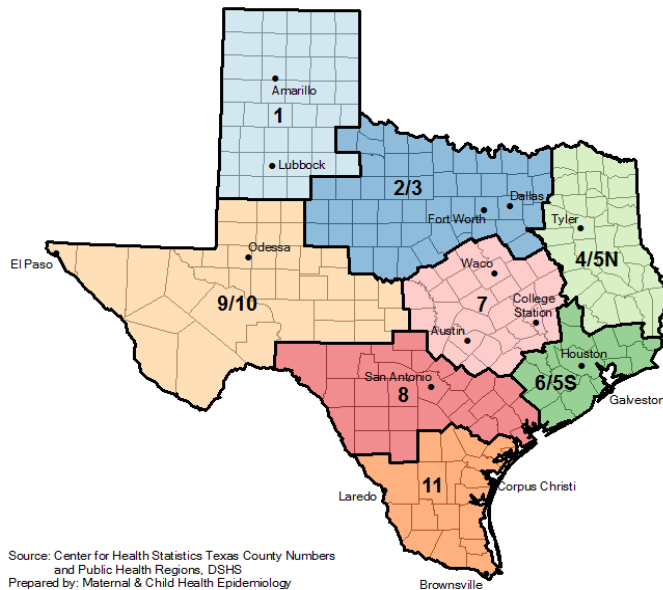 Amarillo
1
Lubbock
2/3
Dallas
Fort Worth
Tyler
4/5N
El Paso
Odessa
9/10
Waco
7
College
Station
Austin
Houston
6/5S
Galveston
San Antonio
8
11
Laredo
Corpus Christi
Brownsville
Source: Center for Health Statistics Texas County Numbers
and Public Health Regions, DSHS
Prepared by: Maternal & Child Health Epidemiology